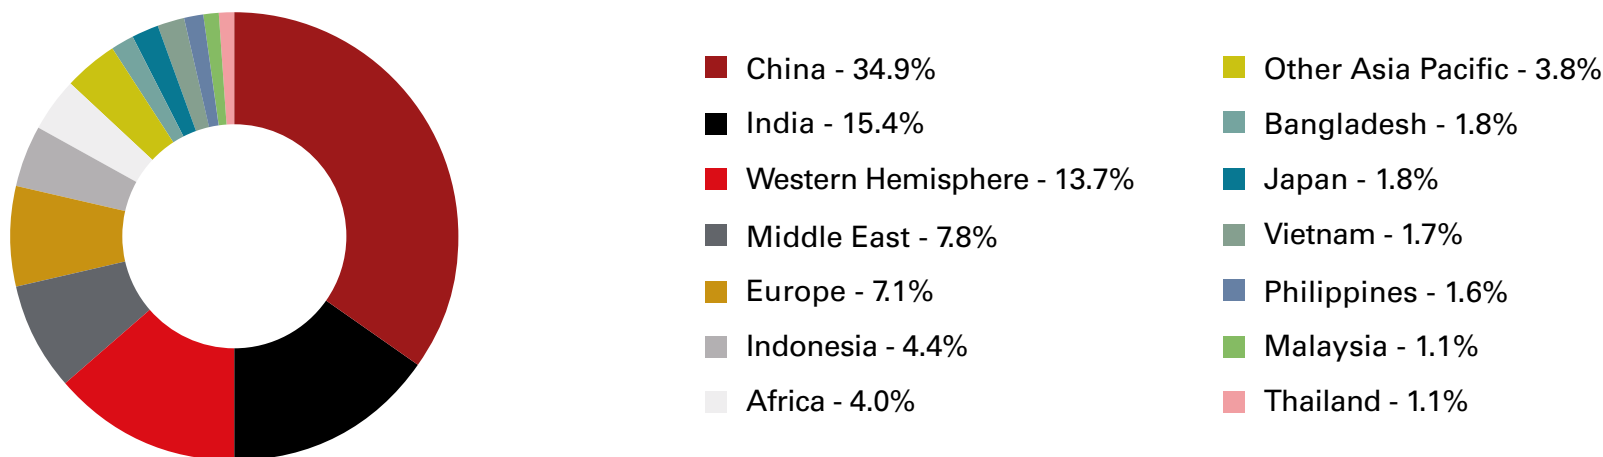 China - 34.9%
India - 15.4%
Western Hemisphere - 13.7%
Middle East - 7.8%
Europe - 7.1%
Indonesia - 4.4%
Africa - 4.0%
Other Asia Pacific - 3.8%
Bangladesh - 1.8%
Japan - 1.8%
Vietnam - 1.7%
Philippines - 1.6%
Malaysia - 1.1%
Thailand - 1.1%